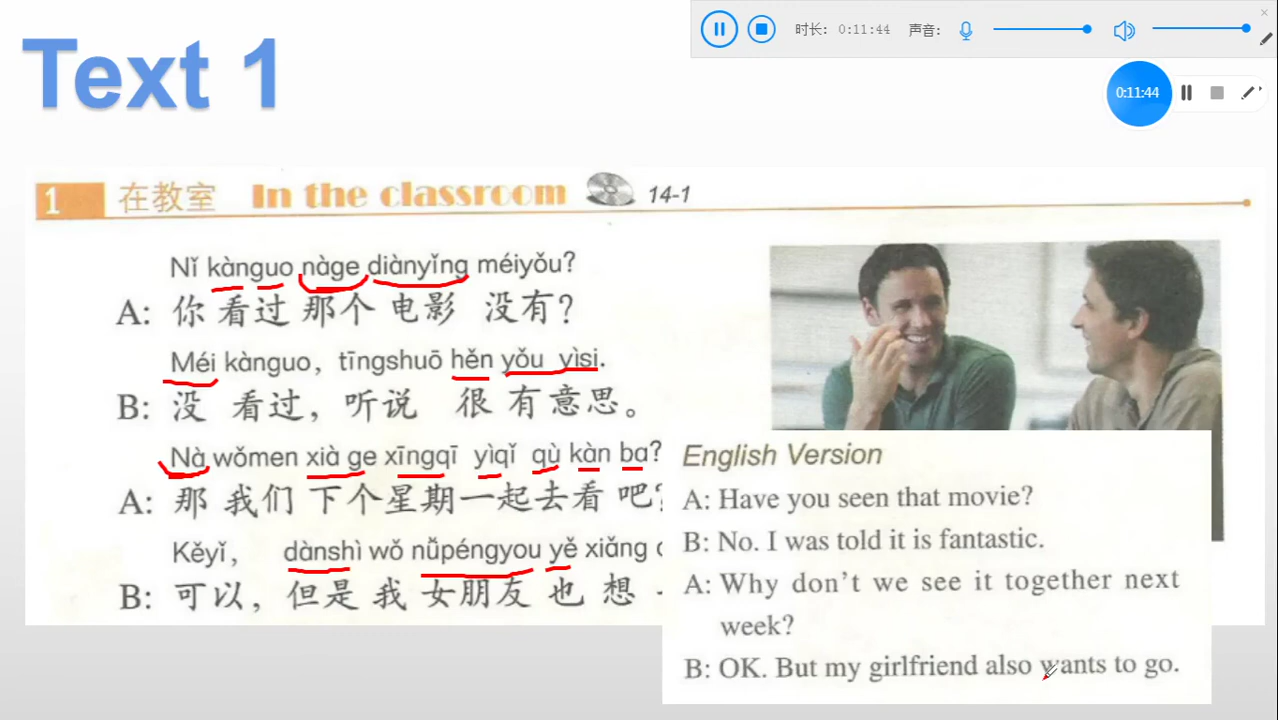 Text 1
时长: 0:11:44 声音:
0:11:44
1 在教室 In the classroom 14-1
Nǐ kànguo nàge diànyǐng méiyǒu?
A: 你 看过 那个 电影 没有?
Méi kànguo, tīngshuō hěn yǒu yìsi.
B: 没 看过, 听说 很 有意思。
Nà wǒmen xià ge xīngqī yìqǐ qù kàn ba?
A: 那 我们 下个星期一起去看 吧?
Kěyǐ, dànshì wǒ nǚpéngyou yě xiǎng
B: 可以, 但是 我 女朋友 也 想
English Version
A: Have you seen that movie?
B: No. I was told it is fantastic.
A: Why don't we see it together next
week?
B: OK. But my girlfriend also wants to go.